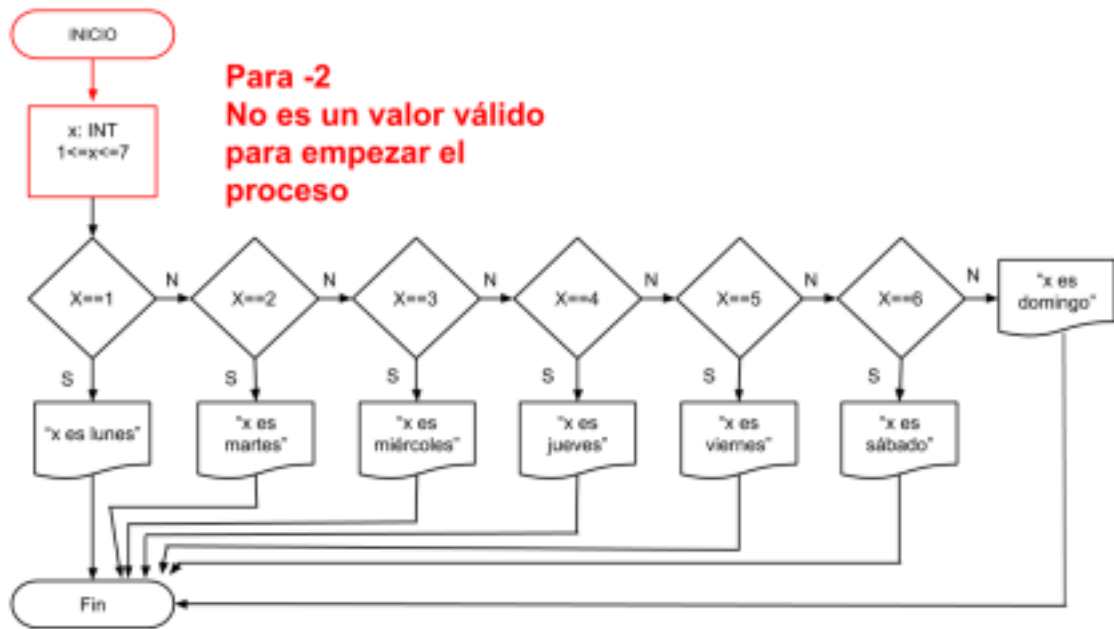 INICIO
Para -2
No es un valor válido
para empezar el
proceso
x: INT
1<=x<=7
X==1
N
X==2
N
X==3
N
X==4
N
X==5
N
X==6
N
"x es
domingo"
S
S
S
S
S
S
"x es lunes"
"x es
martes"
"x es
miércoles"
"x es
jueves"
"x es
viernes"
"x es
sábado"
Fin